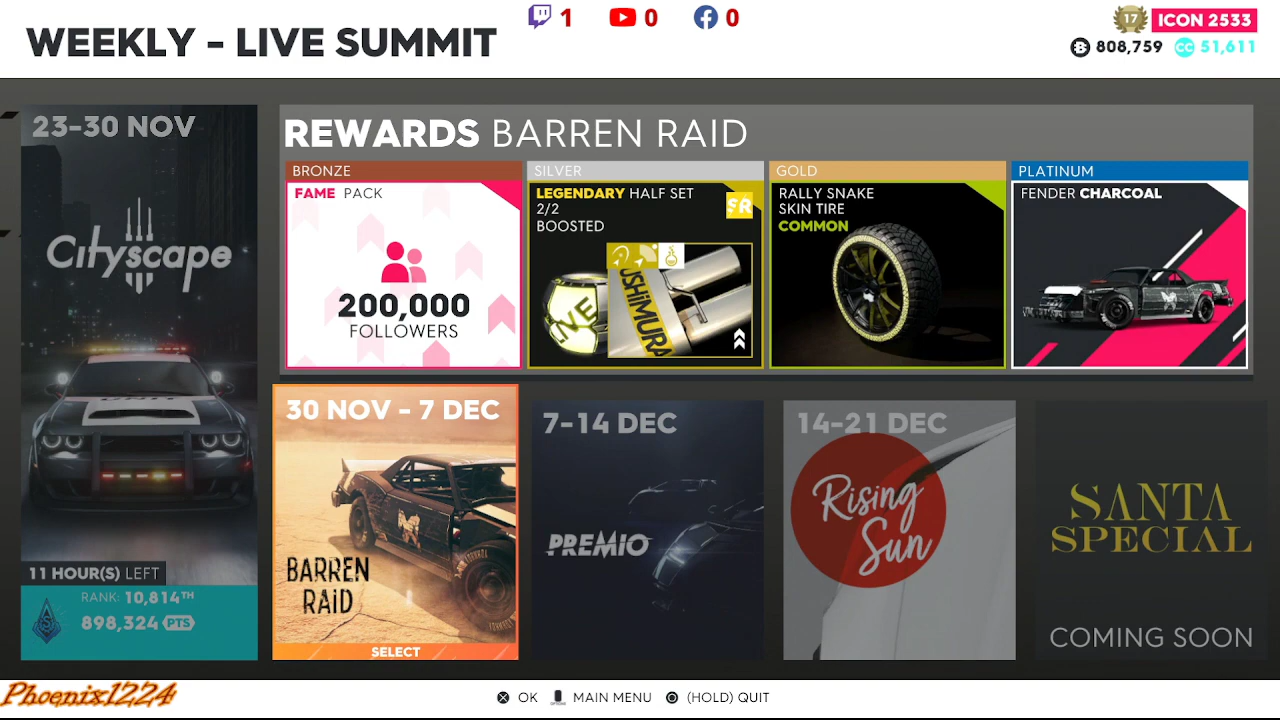 WEEKLY - LIVE SUMMIT
1
0
0
17
ICON 2533
808,759
CC 51,611
23-30 NOV
Cityscape
UNIT
11 HOUR(S) LEFT
RANK: 10,814TH
898,324 PTS
REWARDS BARREN RAID
BRONZE
FAME PACK
200,000
FOLLOWERS
SILVER
LEGENDARY HALF SET
2/2
BOOSTED
SR
LIVE
USHIMURA
GOLD
RALLY SNAKE
SKIN TIRE
COMMON
PLATINUM
FENDER CHARCOAL
30 NOV - 7 DEC
BARREN
RAID
SELECT
7-14 DEC
PREMIO
14-21 DEC
Rising
Sun
SANTA
SPECIAL
COMING SOON
Phoenix1224
OK
OPTIONS
MAIN MENU
(HOLD) QUIT